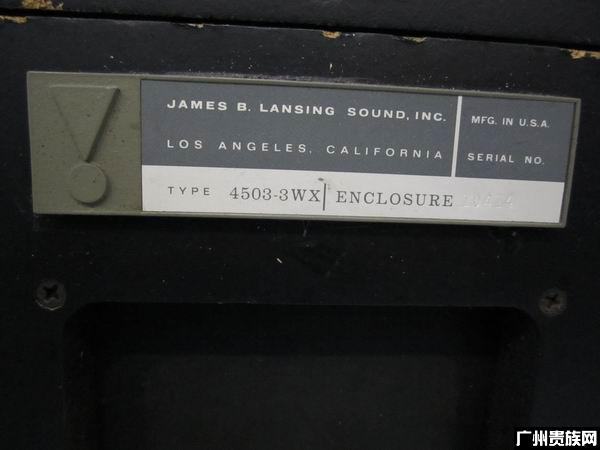 JAMES B. LANSING SOUND, INC.
LOS ANGELES, CALIFORNIA
MFG. IN U.S.A.
SERIAL NO.
TYPE 4503-3WX ENCLOSURE
广州贵族网